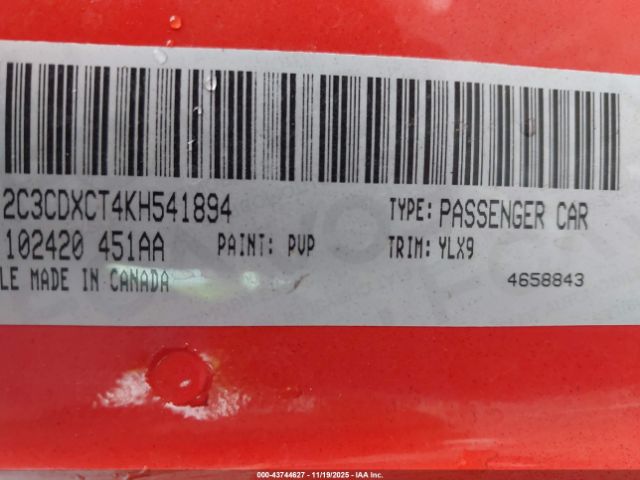 2C3CDXCT4KH541894 TYPE: PASSENGER CAR
102420 451AA PAINT: PVP TRIM: YLX9
LE MADE IN CANADA 4658843
000-43744627 - 11/19/2025 - IAA Inc.